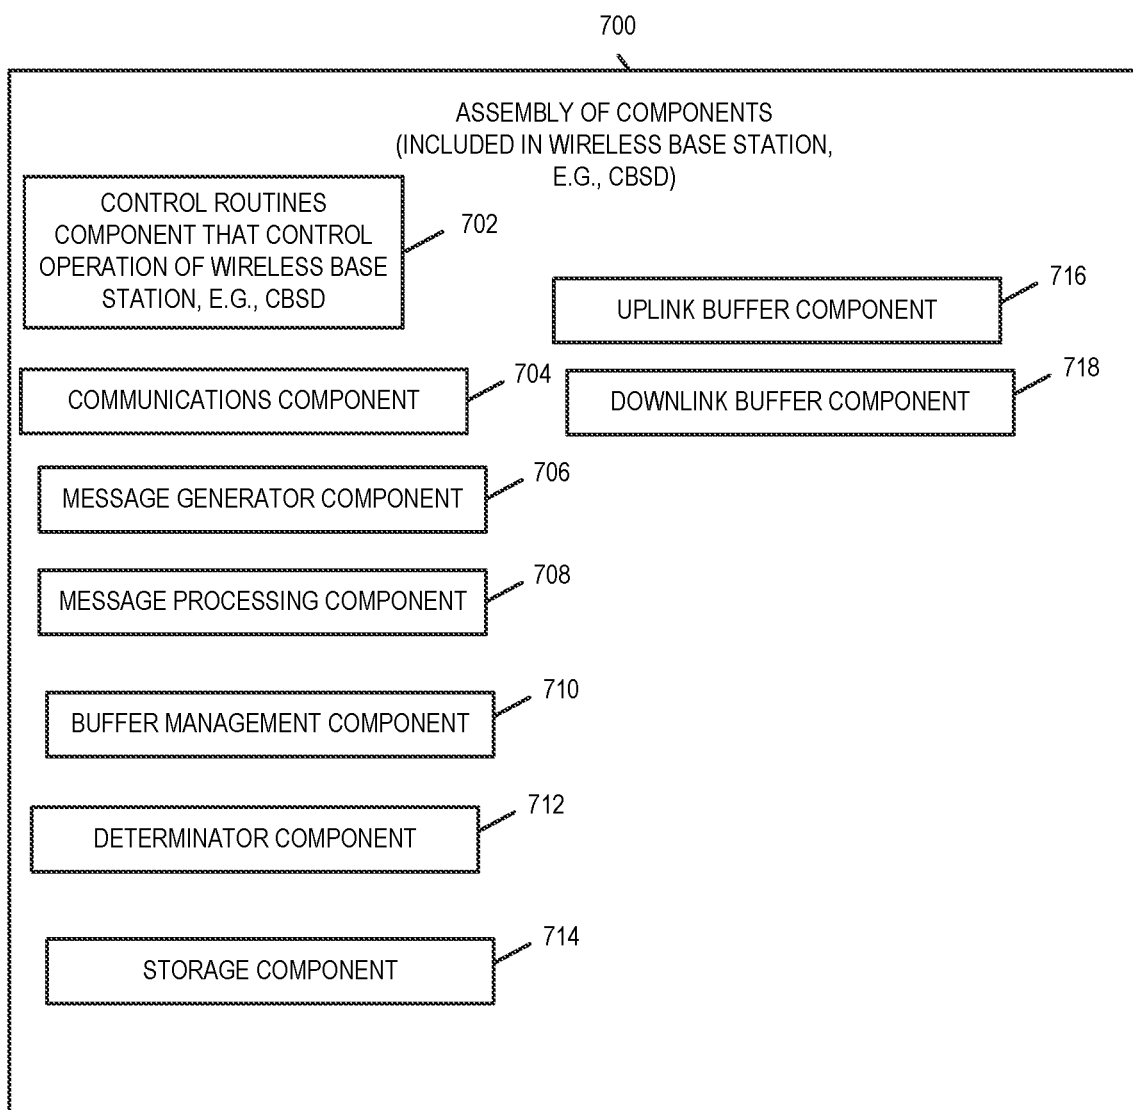 700
ASSEMBLY OF COMPONENTS
(INCLUDED IN WIRELESS BASE STATION,
E.G., CBSD)
CONTROL ROUTINES
COMPONENT THAT CONTROL
OPERATION OF WIRELESS BASE
STATION, E.G., CBSD
702
UPLINK BUFFER COMPONENT
716
COMMUNICATIONS COMPONENT
704
DOWNLINK BUFFER COMPONENT
718
MESSAGE GENERATOR COMPONENT
706
MESSAGE PROCESSING COMPONENT
708
BUFFER MANAGEMENT COMPONENT
710
DETERMINATOR COMPONENT
712
STORAGE COMPONENT
714